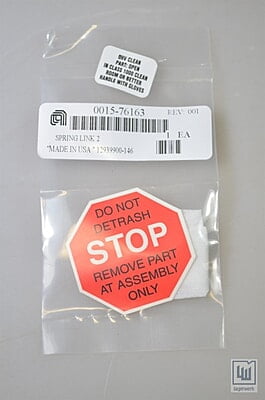 UHV CLEAN
PART: OPEN
IN CLASS 1000 CLEAN
ROOM OR BETTER
HANDLE WITH GLOVES
0015-76163
REV: 001
1 EA
SPRING LINK 2
"MADE IN USA
DO NOT
DETRASH
STOP
REMOVE PART
AT ASSEMBLY
ONLY